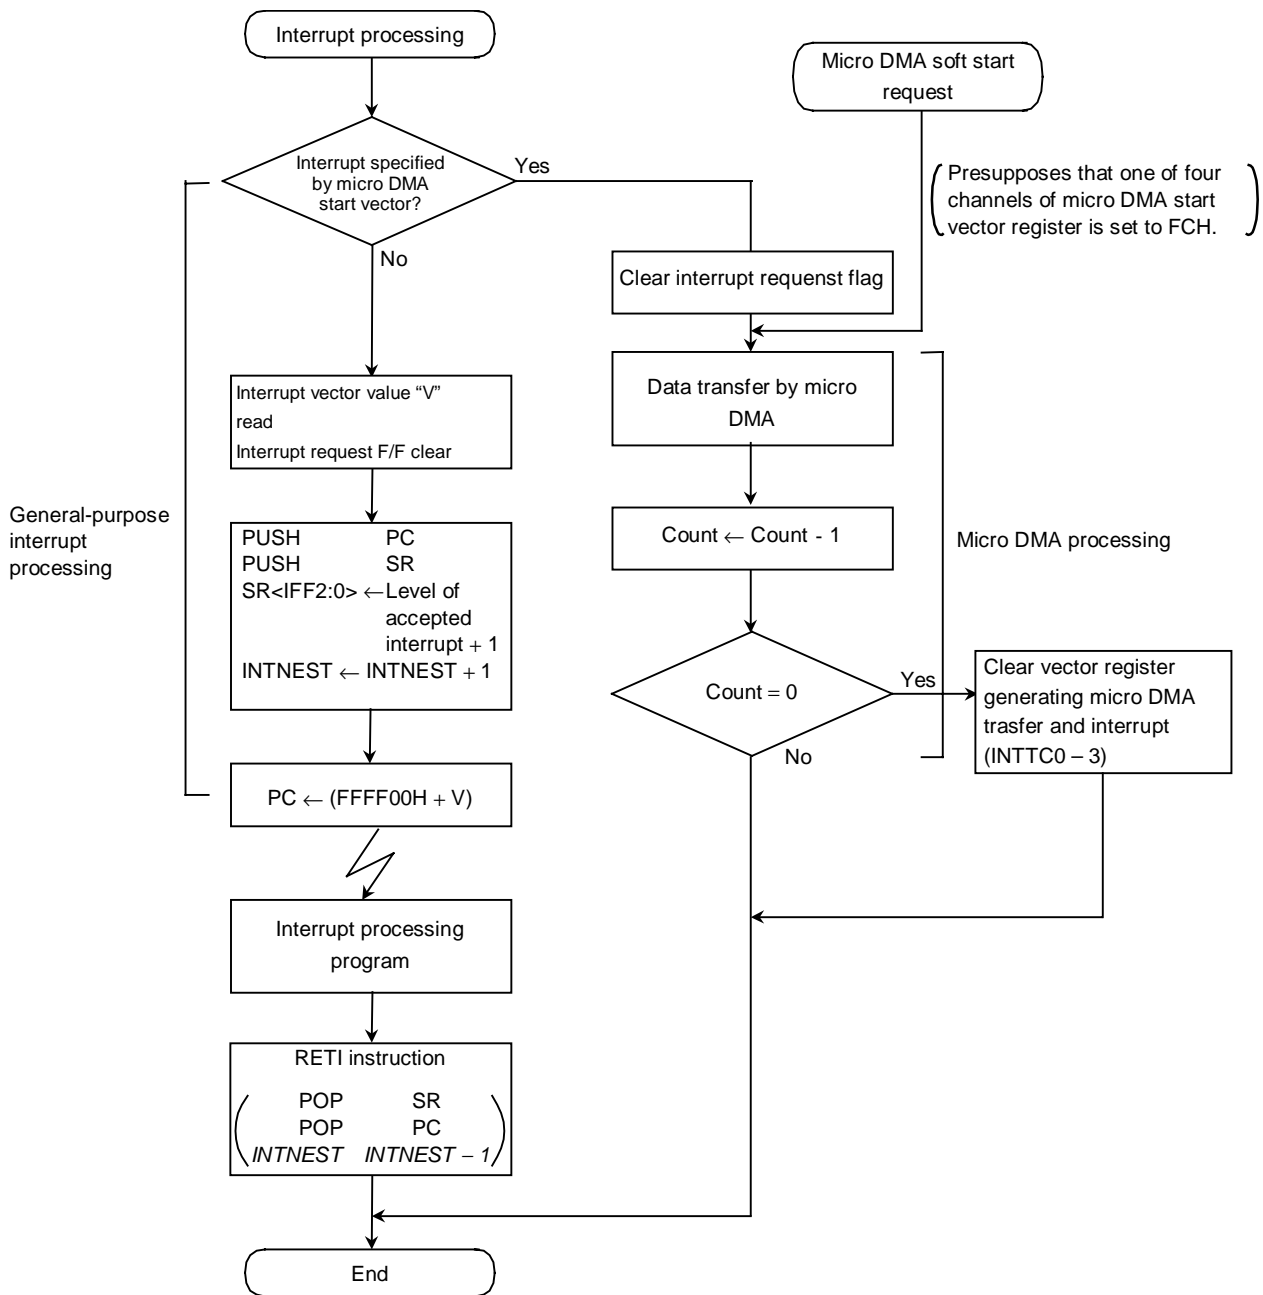 Interrupt processing
Micro DMA soft start
request
Interrupt specified
by micro DMA
start vector?
Yes
No
Presupposes that one of four
channels of micro DMA start
vector register is set to FCH.
Clear interrupt requenst flag
Data transfer by micro
DMA
Interrupt vector value “V”
read
Interrupt request F/F clear
General-purpose
interrupt
processing
PUSH PC
PUSH SR
SR<IFF2:0> ←Level of
accepted
interrupt + 1
INTNEST ← INTNEST + 1
Count ← Count - 1
Micro DMA processing
Count = 0
Yes
No
Clear vector register
generating micro DMA
trasfer and interrupt
(INTTC0 – 3)
PC ← (FFFF00H + V)
Interrupt processing
program
RETI instruction
POP SR
POP PC
INTNEST INTNEST – 1
End